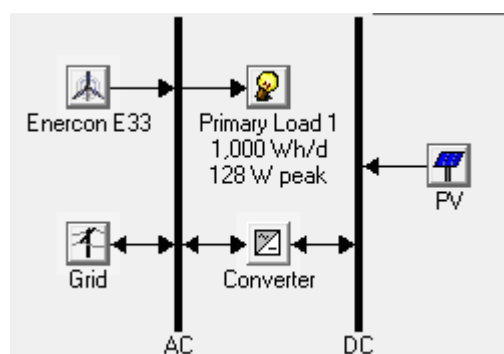 Enercon E33
Primary Load 1
1,000 Wh/d
128 W peak
PV
Grid
Converter
AC
DC